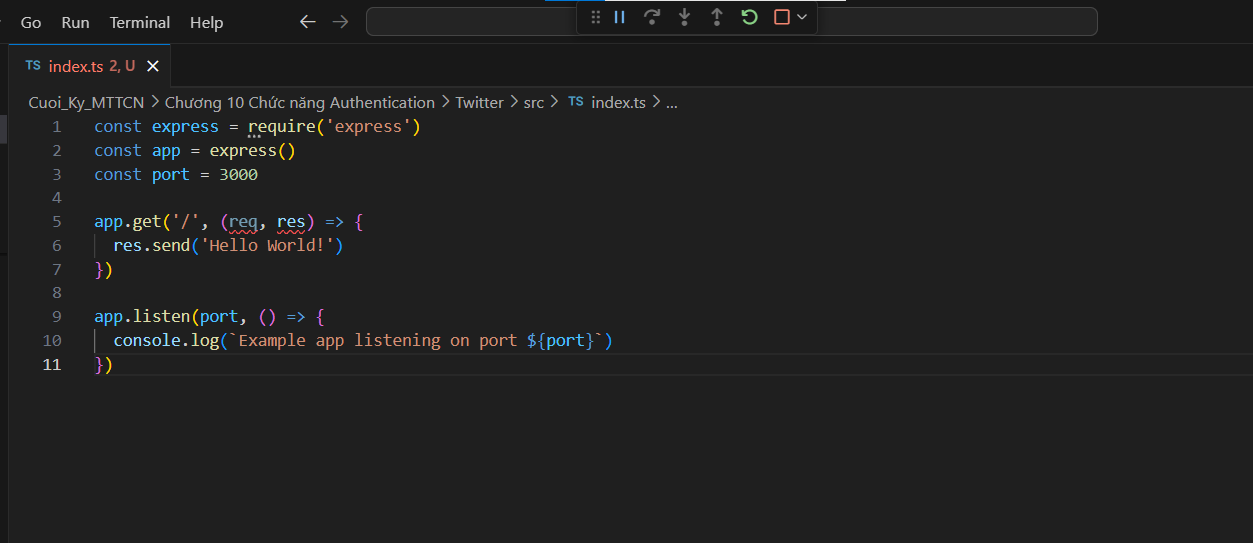 Go Run Terminal Help
TS index.ts 2, U
Cuoi_Ky_MTTCN > Chương 10 Chức năng Authentication > Twitter > src > TS index.ts > ...
1 const express = require('express')
2 const app = express()
3 const port = 3000
4
5 app.get('/', (req, res) => {
6   res.send('Hello World!')
7 })
8
9 app.listen(port, () => {
10   console.log(`Example app listening on port ${port}`)
11 })